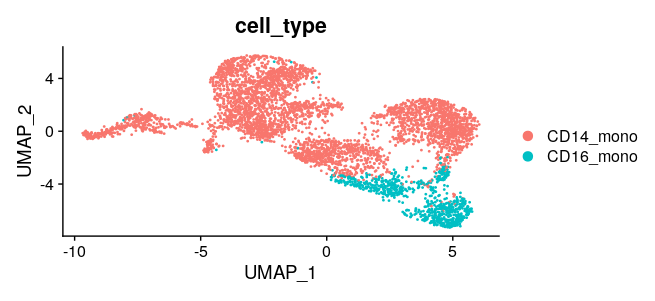 cell_type
4
0
-4
UMAP_2
-10
-5
0
5
UMAP_1
CD14_mono
CD16_mono